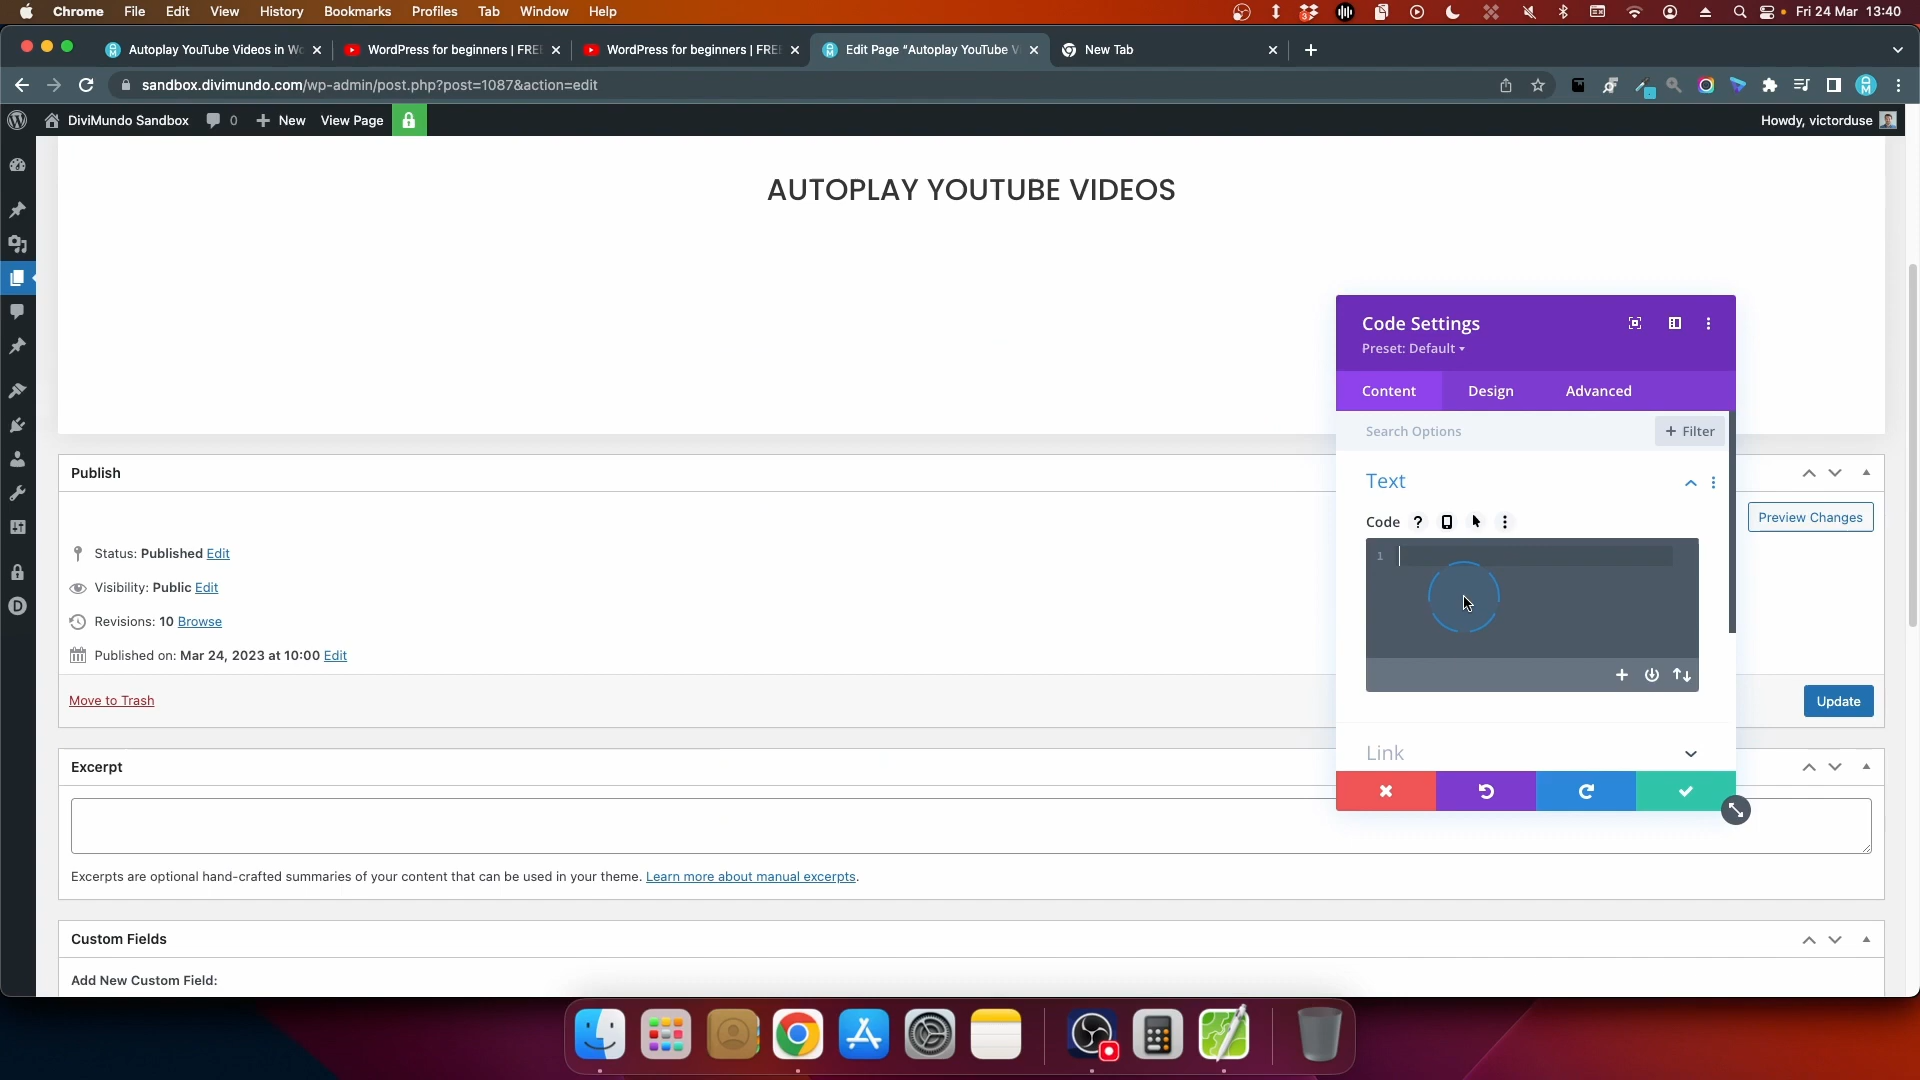 Chrome File Edit View History Bookmarks Profiles Tab Window Help Fri 24 Mar 13:40
Autoplay YouTube Videos in Wo
WordPress for beginners | FREE
WordPress for beginners | FREE
Edit Page “Autoplay YouTube V
New Tab
sandbox.divimundo.com/wp-admin/post.php?post=1087&action=edit
DiviMundo Sandbox 0 New View Page Howdy, victorduse
AUTOPLAY YOUTUBE VIDEOS
Code Settings
Preset: Default
Content Design Advanced
Search Options + Filter
Text
Code ?
1
Link
Publish
Preview Changes
Status: Published Edit
Visibility: Public Edit
Revisions: 10 Browse
Published on: Mar 24, 2023 at 10:00 Edit
Move to Trash
Update
Excerpt
Excerpts are optional hand-crafted summaries of your content that can be used in your theme. Learn more about manual excerpts.
Custom Fields
Add New Custom Field: